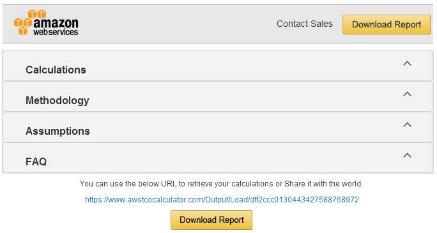 amazon
webservices
Contact Sales
Download Report
Calculations
Methodology
Assumptions
FAQ
You can use the below URL to retrieve your calculations or Share it with the world
https://www.awstcocalculator.com/Output/Load/dff2ccc0130443427588768972
Download Report